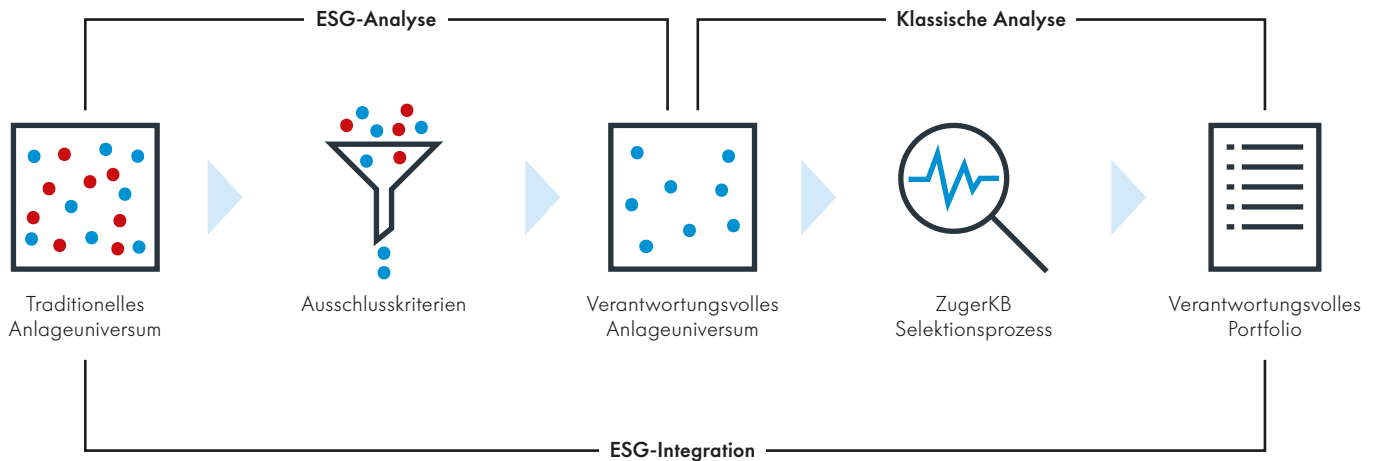 ESG-Analyse
Klassische Analyse
Traditionelles
Anlageuniversum
Ausschlusskriterien
Verantwortungsvolles
Anlageuniversum
ZugerKB
Selektionsprozess
Verantwortungsvolles
Portfolio
ESG-Integration